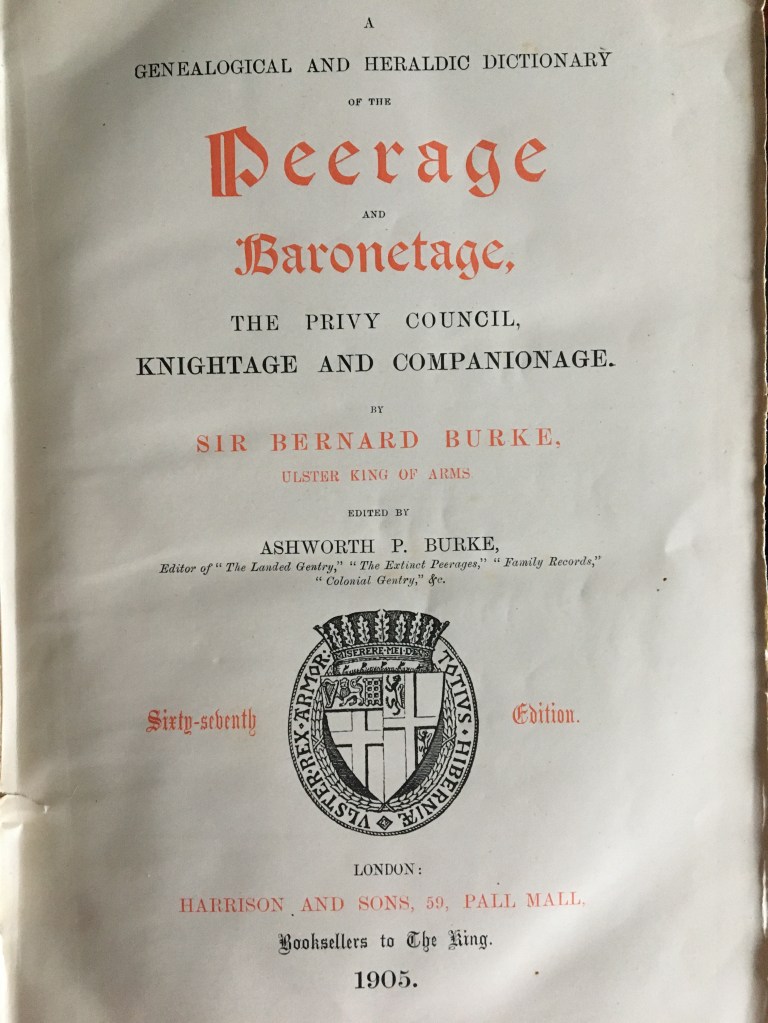 A
GENEALOGICAL AND HERALDIC DICTIONARY
OF THE
Peerage
AND
Baronetage,
THE PRIVY COUNCIL,
KNIGHTAGE AND COMPANIONAGE.
BY
SIR BERNARD BURKE,
ULSTER KING OF ARMS
EDITED BY
ASHWORTH P. BURKE,
Editor of "The Landed Gentry," "The Extinct Peerages," "Family Records,"
"Colonial Gentry," &c.
MISERERE·MEI·DEUS
VLSTER·REX·ARMOR: TOTIVS·HIBERNIÆ
Sixty-seventh Edition.
LONDON:
HARRISON AND SONS, 59, PALL MALL,
Booksellers to The King.
1905.